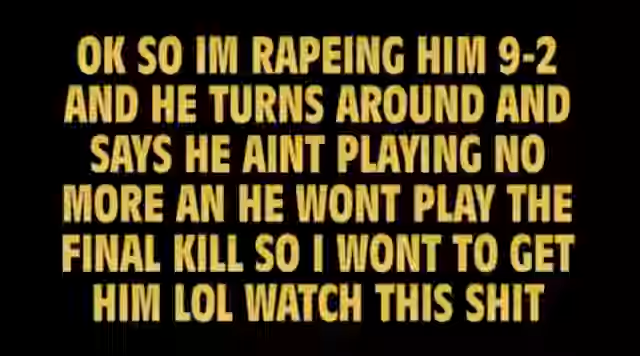 OK SO IM RAPEING HIM 9-2
AND HE TURNS AROUND AND
SAYS HE AINT PLAYING NO
MORE AN HE WONT PLAY THE
FINAL KILL SO I WONT TO GET
HIM LOL WATCH THIS SHIT